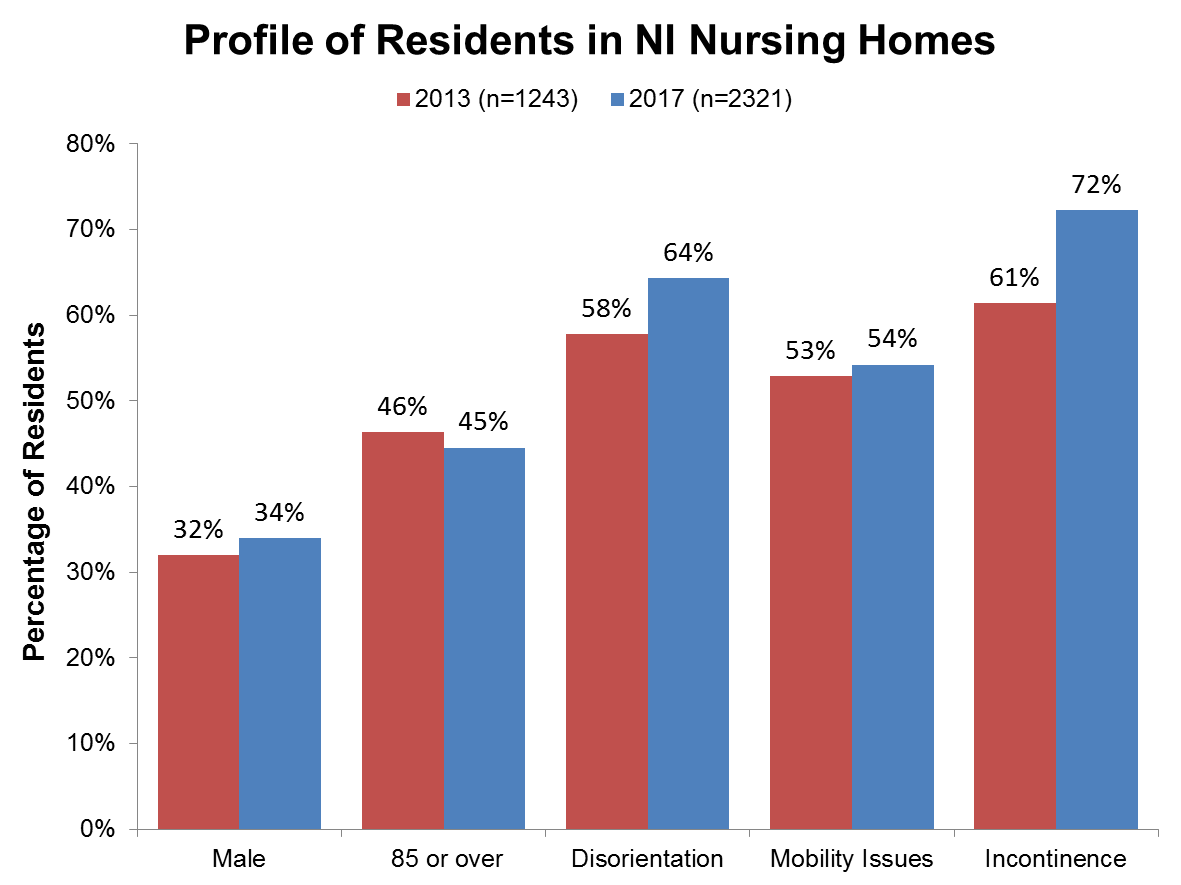 Profile of Residents in NI Nursing Homes
2013 (n=1243) 2017 (n=2321)
Percentage of Residents
80%
70%
60%
50%
40%
30%
20%
10%
0%
32%
34%
46%
45%
58%
64%
53%
54%
61%
72%
Male
85 or over
Disorientation
Mobility Issues
Incontinence